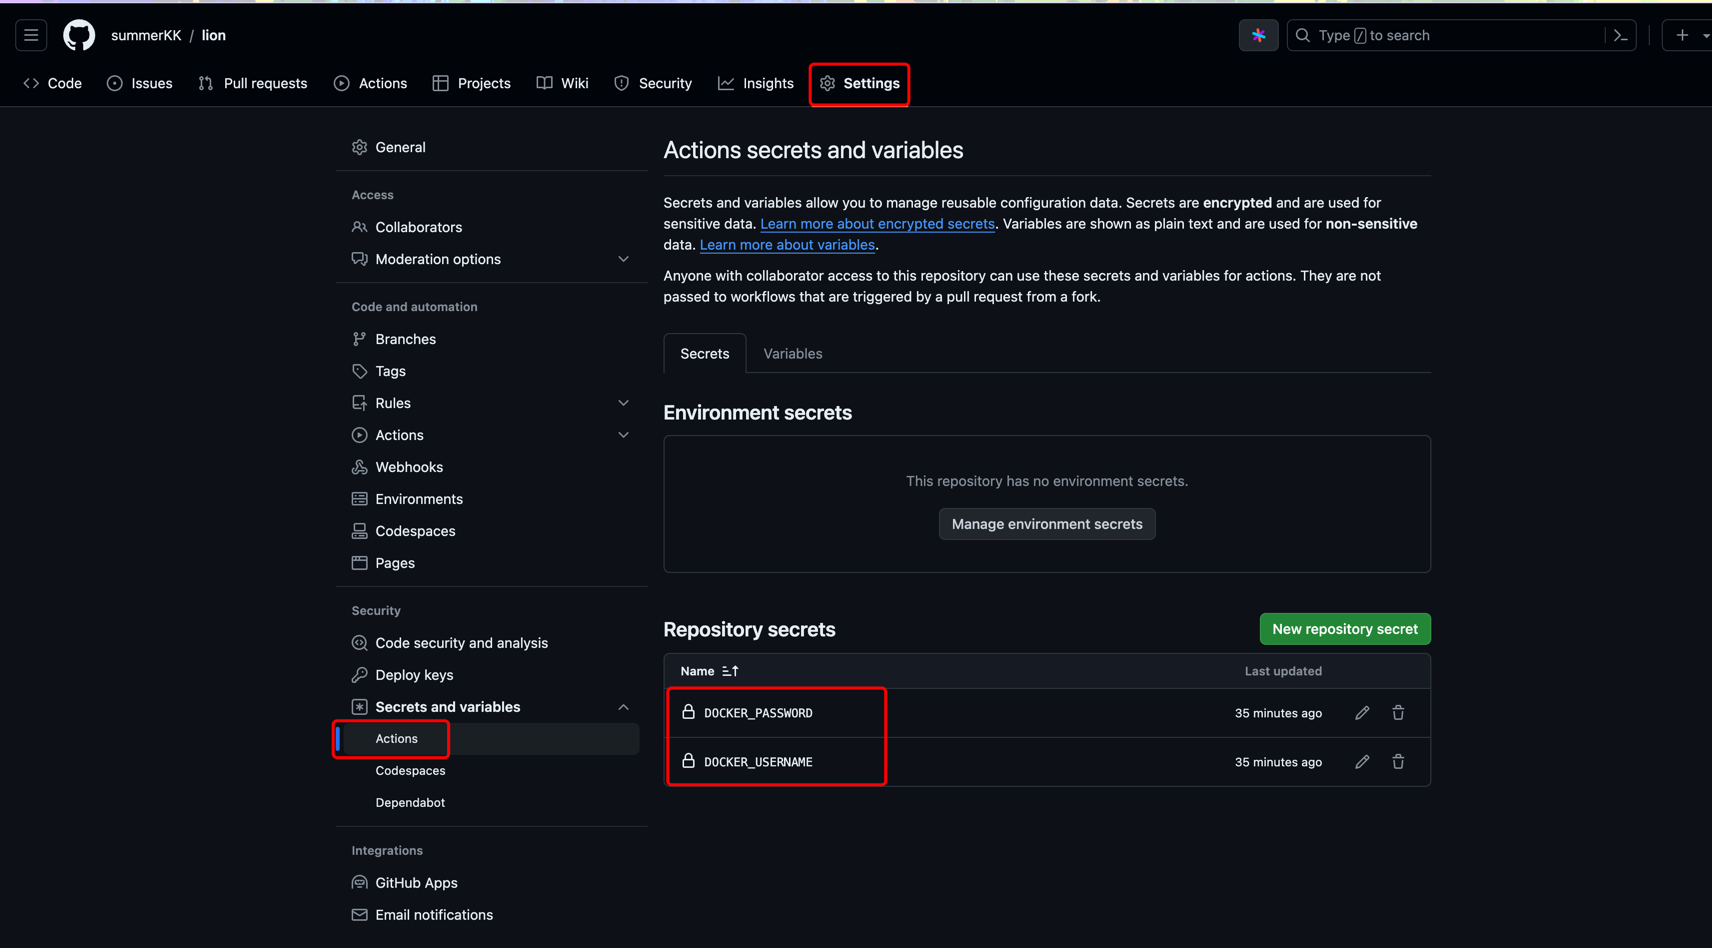 summerKK / lion
Type / to search
Code
Issues
Pull requests
Actions
Projects
Wiki
Security
Insights
Settings
General
Access
Collaborators
Moderation options
Code and automation
Branches
Tags
Rules
Actions
Webhooks
Environments
Codespaces
Pages
Security
Code security and analysis
Deploy keys
Secrets and variables
Actions
Codespaces
Dependabot
Integrations
GitHub Apps
Email notifications
Actions secrets and variables
Secrets and variables allow you to manage reusable configuration data. Secrets are encrypted and are used for
sensitive data. Learn more about encrypted secrets. Variables are shown as plain text and are used for non-sensitive
data. Learn more about variables.
Anyone with collaborator access to this repository can use these secrets and variables for actions. They are not
passed to workflows that are triggered by a pull request from a fork.
Secrets
Variables
Environment secrets
This repository has no environment secrets.
Manage environment secrets
Repository secrets
New repository secret
Name
Last updated
DOCKER_PASSWORD
35 minutes ago
DOCKER_USERNAME
35 minutes ago